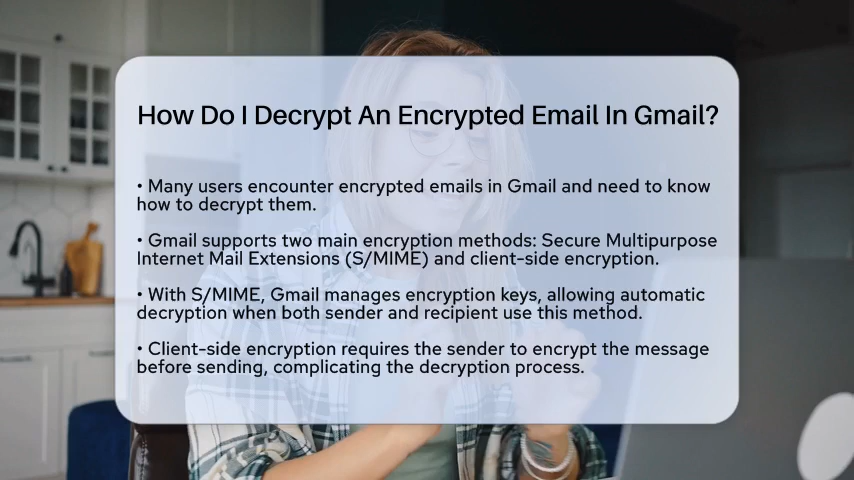 How Do I Decrypt An Encrypted Email In Gmail?
• Many users encounter encrypted emails in Gmail and need to know
how to decrypt them.
• Gmail supports two main encryption methods: Secure Multipurpose
Internet Mail Extensions (S/MIME) and client-side encryption.
• With S/MIME, Gmail manages encryption keys, allowing automatic
decryption when both sender and recipient use this method.
• Client-side encryption requires the sender to encrypt the message
before sending, complicating the decryption process.